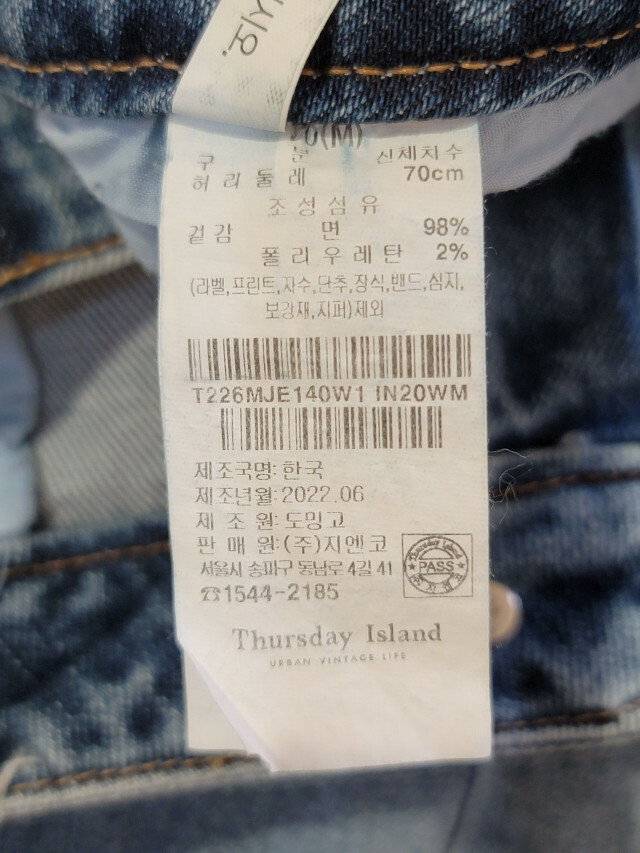 70(M)
구 분 신체치수
허리둘레 70cm
조성섬유
겉감 면 98%
폴리우레탄 2%
(라벨,프린트,자수,단추,장식,밴드,심지,
보강재,지퍼)제외
T226MJE140W1 IN20WM
제조국명:한국
제조년월:2022.06
제 조 원:도밍고
판 매 원:(주)지엔코
서울시 송파구 동남로 4길 41
☎1544-2185
Thursday Island
PASS
Thursday Island
URBAN VINTAGE LIFE